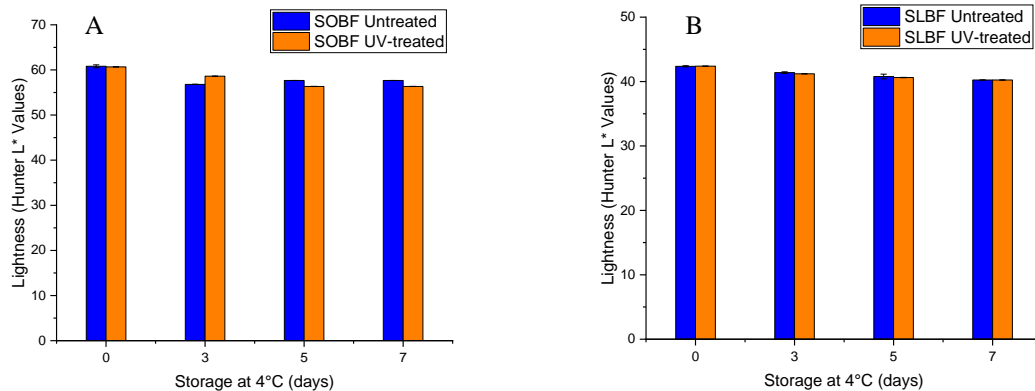 A
SOBF Untreated
SOBF UV-treated
Lightness (Hunter L* Values)
70
60
50
40
30
20
10
0
0 3 5 7
Storage at 4°C (days)
B
SLBF Untreated
SLBF UV-treated
Lightness (Hunter L* Values)
50
40
30
20
10
0
0 3 5 7
Storage at 4°C (days)